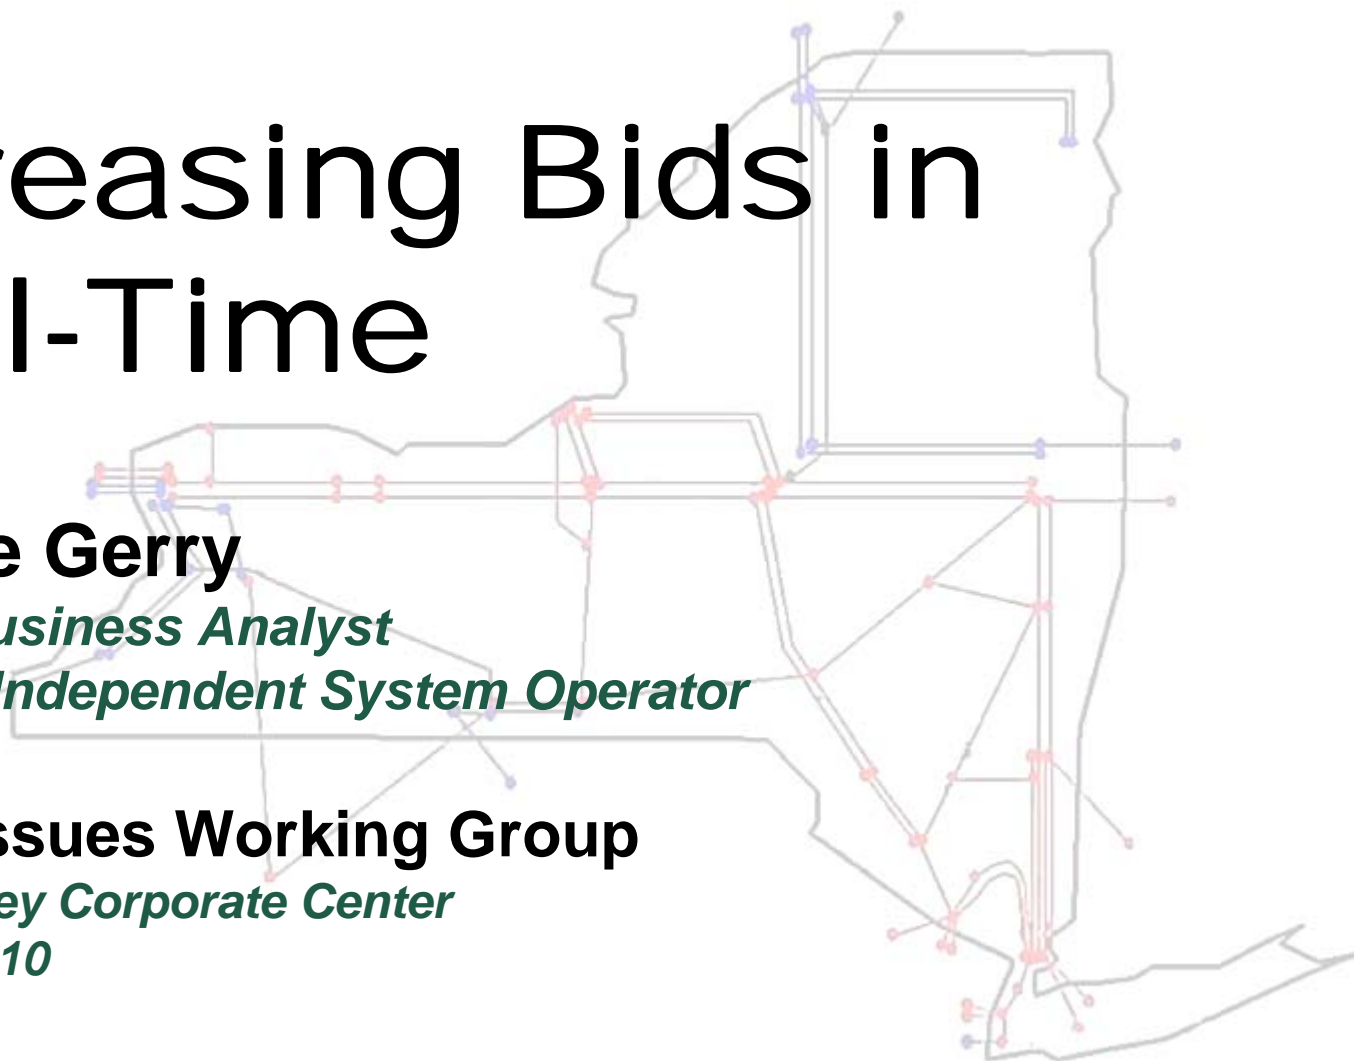 reasing Bids in
l-Time
e Gerry
usiness Analyst
Independent System Operator
ssues Working Group
ey Corporate Center
10